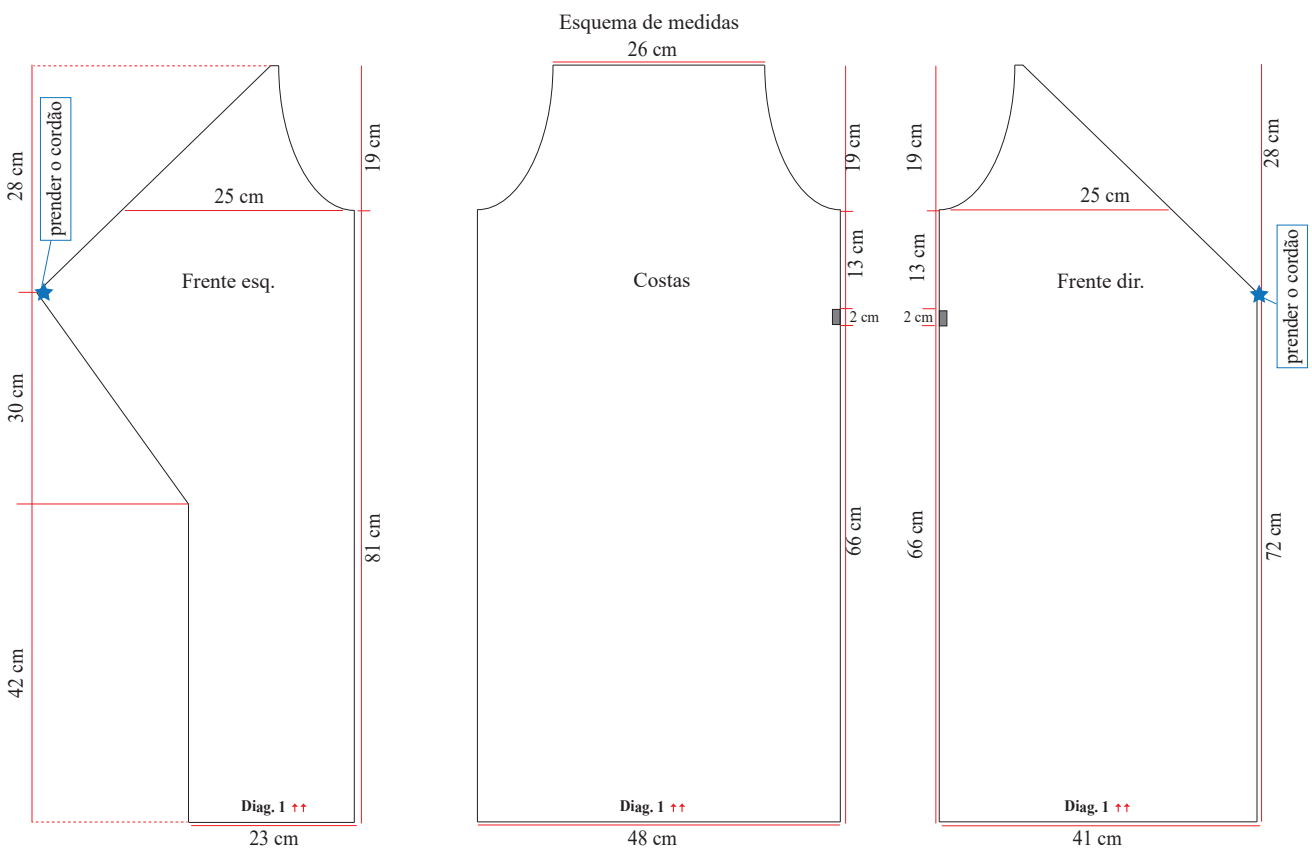 Esquema de medidas
26 cm
prender o cordão
28 cm
19 cm
19 cm
19 cm
28 cm
25 cm
25 cm
Frente esq.
Costas
Frente dir.
13 cm
13 cm
prender o cordão
2 cm
2 cm
30 cm
81 cm
66 cm
66 cm
72 cm
42 cm
Diag. 1 ↑↑
Diag. 1 ↑↑
Diag. 1 ↑↑
23 cm
48 cm
41 cm